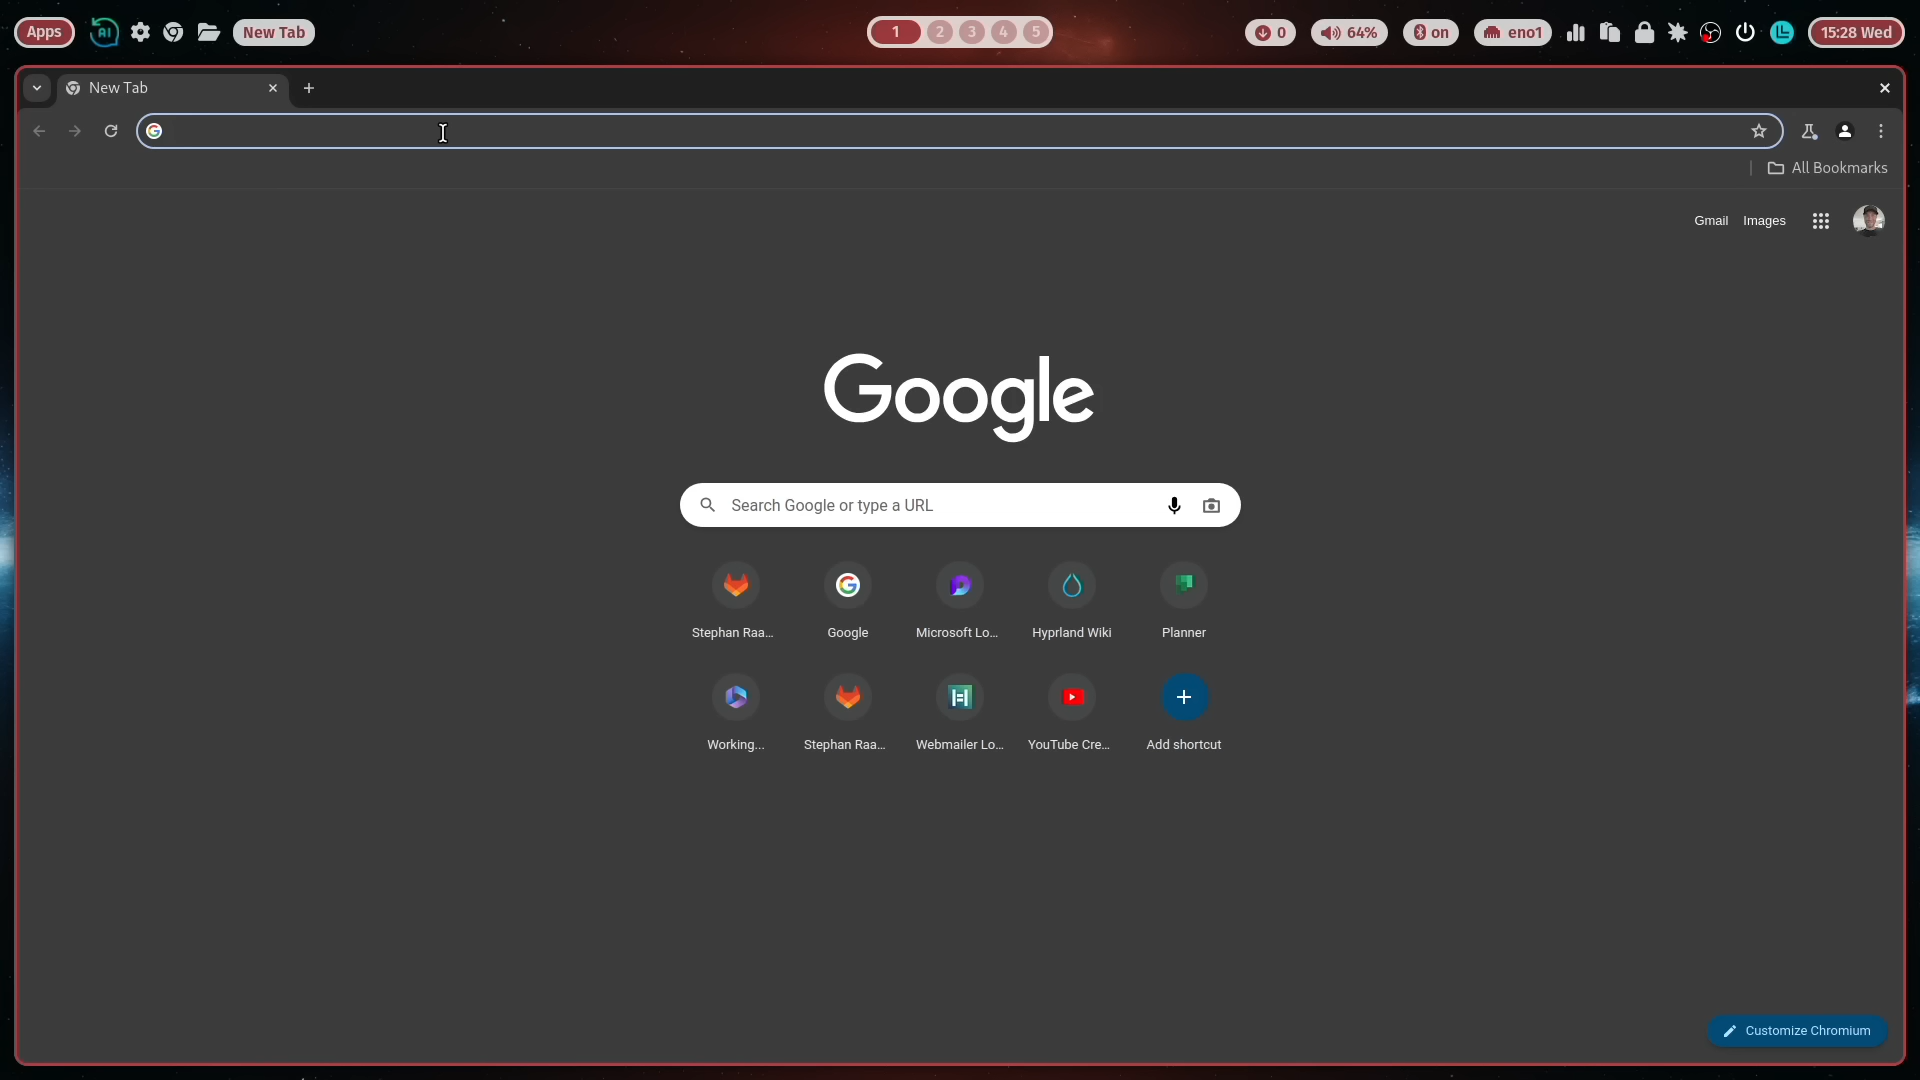 Apps
AI
New Tab
1 2 3 4 5
0
64%
on
eno1
15:28 Wed
New Tab
All Bookmarks
Gmail Images
Google
Search Google or type a URL
Stephan Raa...
Google
Microsoft Lo...
Hyprland Wiki
Planner
Working...
Stephan Raa...
Webmailer Lo...
YouTube Cre...
Add shortcut
Customize Chromium